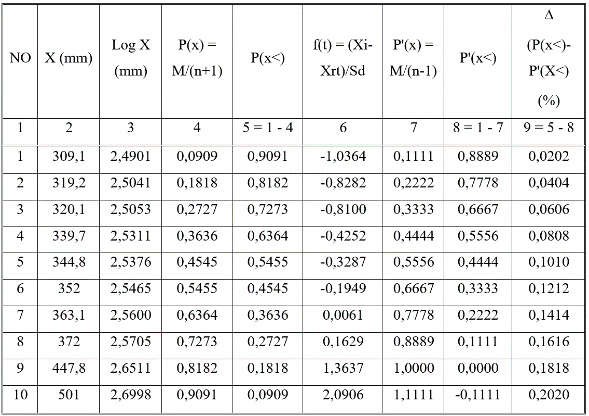 NO X (mm) Log X (mm) P(x) = M/(n+1) P(x<) f(t) = (Xi-Xrt)/Sd P'(x) = M/(n-1) P'(x<) Δ (P(x<)-P'(X<) (%)
1 2 3 4 5 = 1 - 4 6 7 8 = 1 - 7 9 = 5 - 8
1 309,1 2,4901 0,0909 0,9091 -1,0364 0,1111 0,8889 0,0202
2 319,2 2,5041 0,1818 0,8182 -0,8282 0,2222 0,7778 0,0404
3 320,1 2,5053 0,2727 0,7273 -0,8100 0,3333 0,6667 0,0606
4 339,7 2,5311 0,3636 0,6364 -0,4252 0,4444 0,5556 0,0808
5 344,8 2,5376 0,4545 0,5455 -0,3287 0,5556 0,4444 0,1010
6 352 2,5465 0,5455 0,4545 -0,1949 0,6667 0,3333 0,1212
7 363,1 2,5600 0,6364 0,3636 0,0061 0,7778 0,2222 0,1414
8 372 2,5705 0,7273 0,2727 0,1629 0,8889 0,1111 0,1616
9 447,8 2,6511 0,8182 0,1818 1,3637 1,0000 0,0000 0,1818
10 501 2,6998 0,9091 0,0909 2,0906 1,1111 -0,1111 0,2020